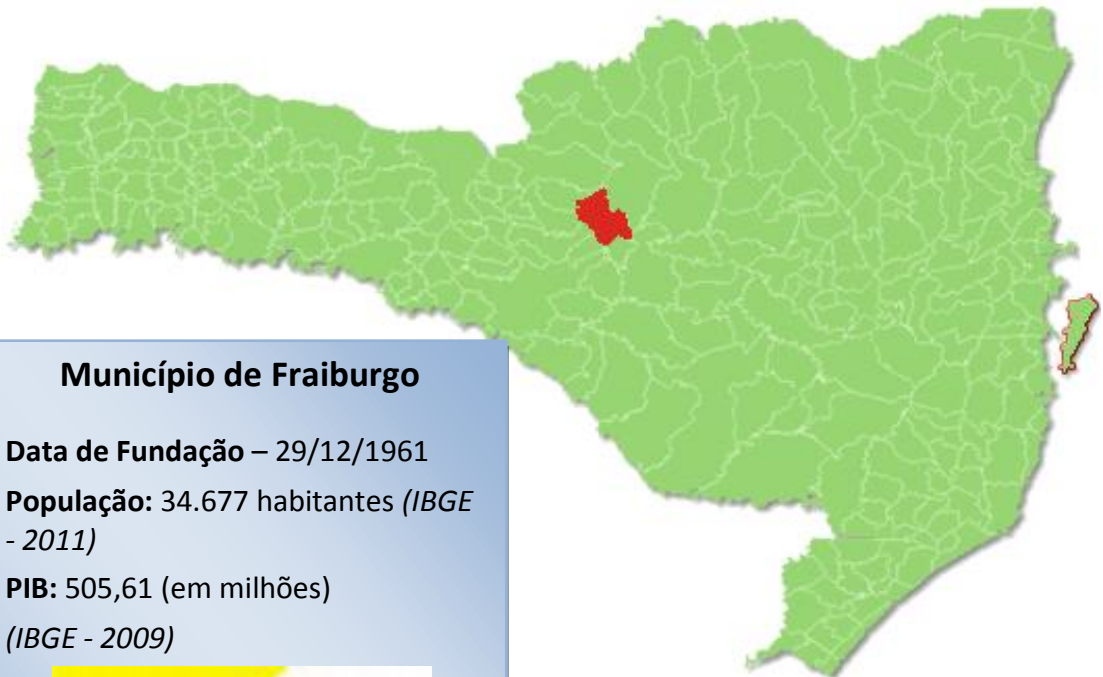 Município de Fraiburgo
Data de Fundação – 29/12/1961
População: 34.677 habitantes (IBGE
- 2011)
PIB: 505,61 (em milhões)
(IBGE - 2009)